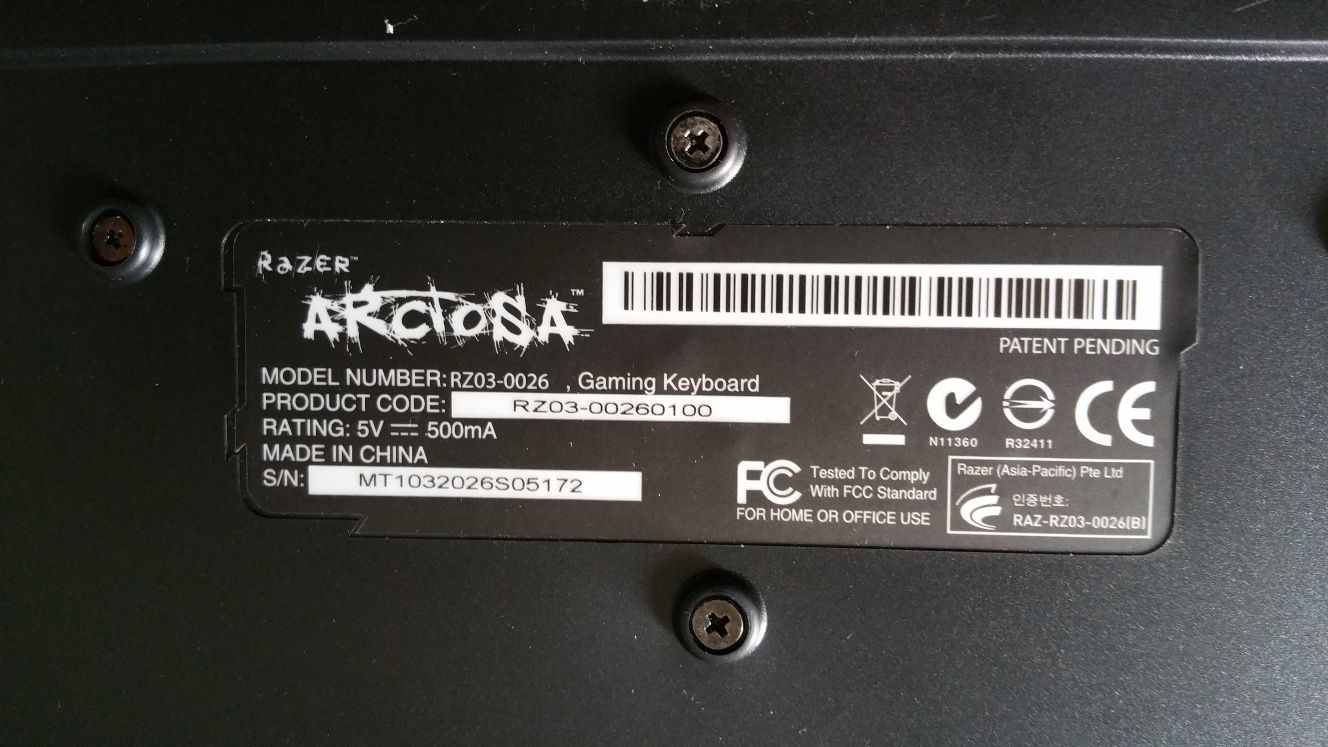 RAZER™
ARCTOSA™
PATENT PENDING
MODEL NUMBER: RZ03-0026 , Gaming Keyboard
PRODUCT CODE: RZ03-00260100
RATING: 5V ⎓ 500mA
MADE IN CHINA
S/N: MT1032026S05172
N11360
R32411
CE
FC Tested To Comply
With FCC Standard
FOR HOME OR OFFICE USE
Razer (Asia-Pacific) Pte Ltd
인증번호:
RAZ-RZ03-0026(B)